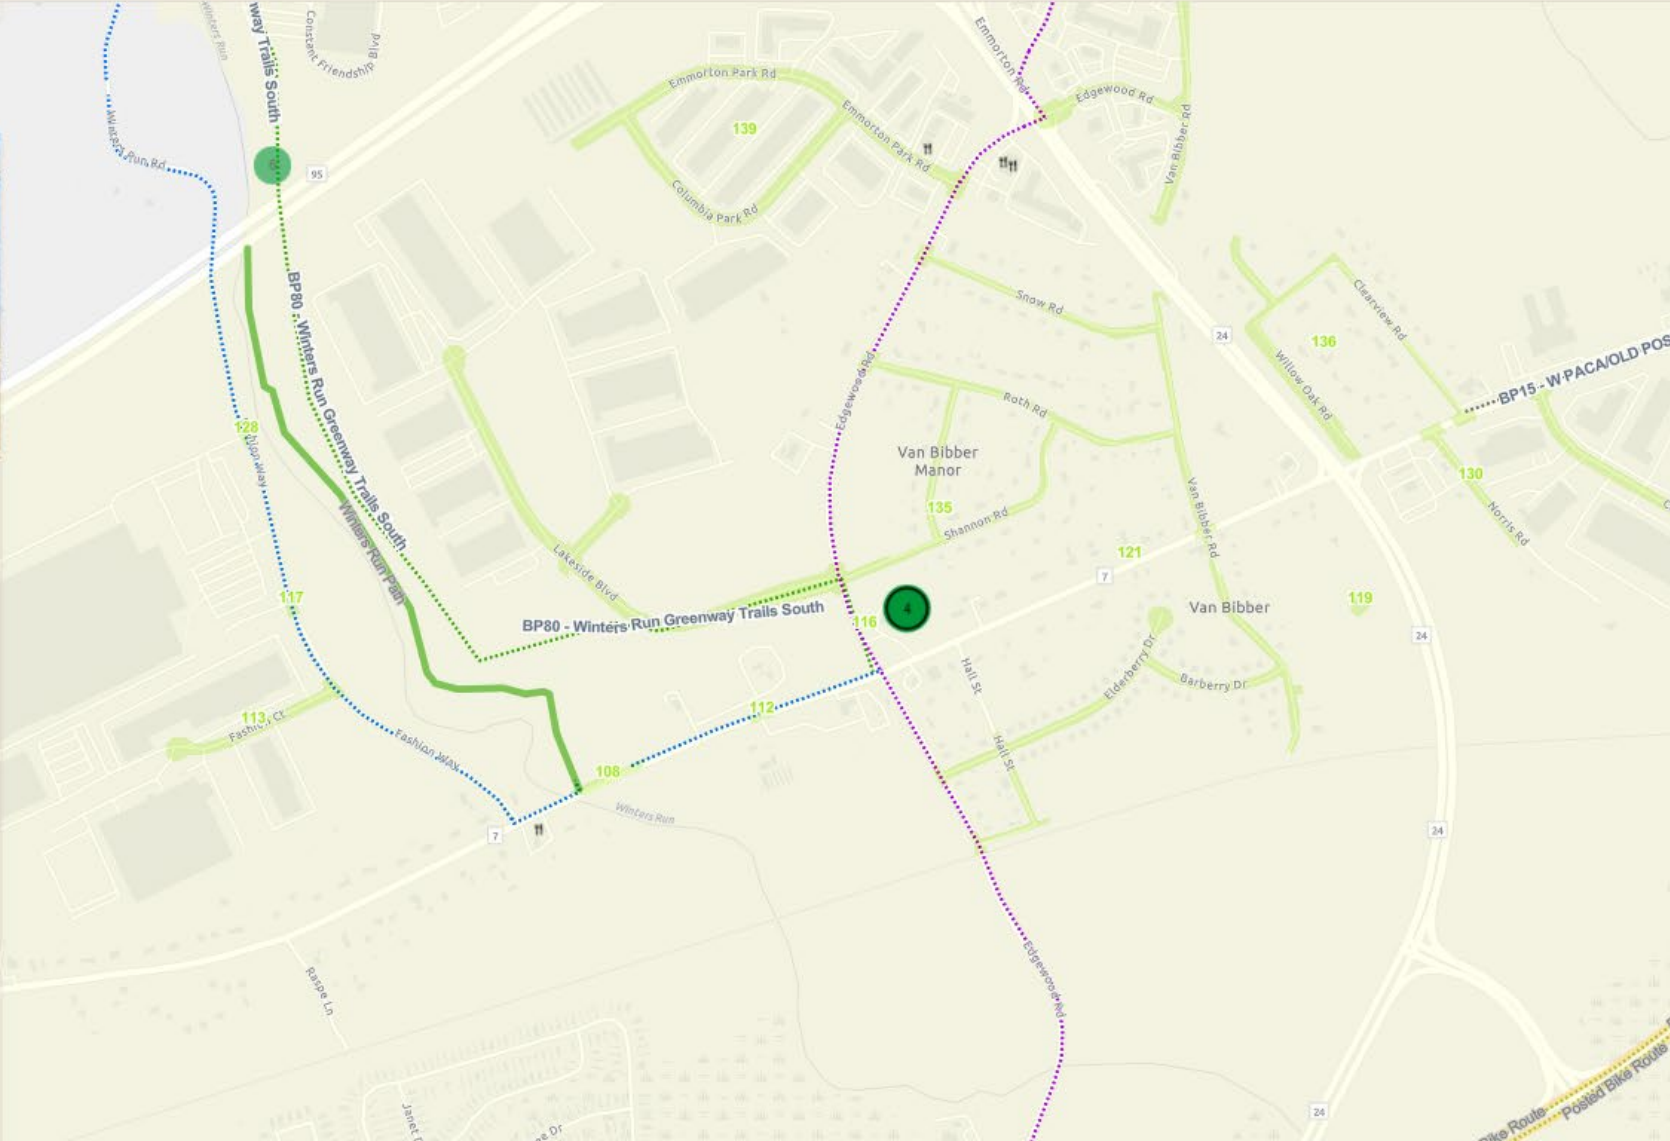 way Trails South
Winters Run
Constant Friendship Blvd
Winters Run Rd
95
Emmorton Park Rd
139
Emmorton Park Rd
Columbia Park Rd
Emmorton Rd
Edgewood Rd
Van Bibber Rd
BP80 - Winters Run Greenway Trails South
Snow Rd
24
136
Clearview Rd
Willow Oak Rd
BP15 - W PACA/OLD POS
Edgewood Rd
Roth Rd
128
Van Bibber
Manor
135
Shannon Rd
130
Norris Rd
Van Bibber Rd
Winters Run Path
Lakeside Blvd
121
7
117
BP80 - Winters Run Greenway Trails South
116
4
Van Bibber
119
24
Hall St
Elderberry Dr
Barberry Dr
113
Fashion Ct
112
Fashion WAY
Hall St
108
Winters Run
7
24
Raspe Ln
Edgewood Rd
Janet
ee Dr
24
Bike Route
Posted Bike Route